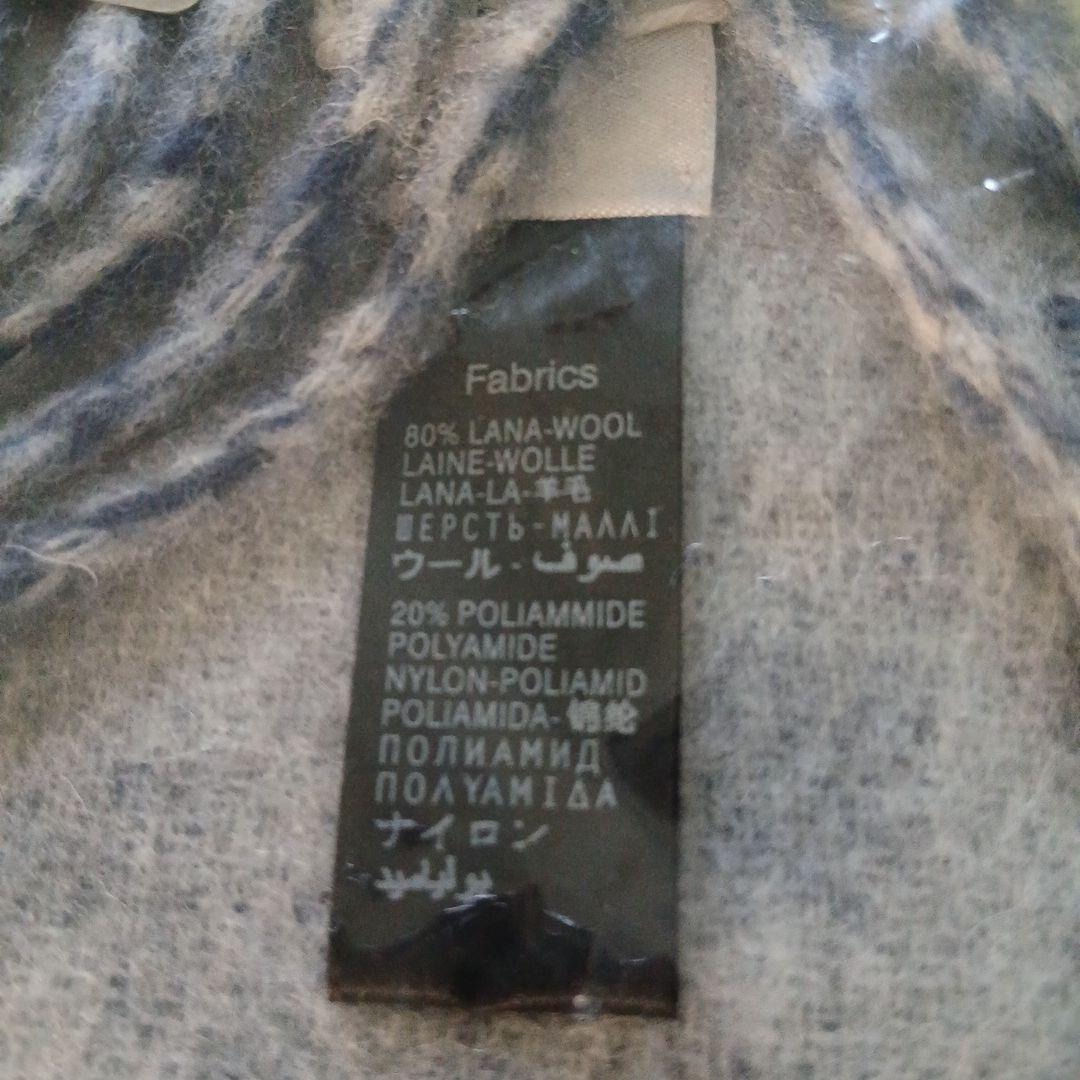 Fabrics
80% LANA-WOOL
LAINE-WOLLE
LANA-LA-羊毛
ШЕРСТЬ-ΜΑΛΛΙ
ウール - صوف
20% POLIAMMIDE
POLYAMIDE
NYLON-POLIAMID
POLIAMIDA-锦纶
ПОЛИАМИД
ΠΟΛΥΑΜΙΔΑ
ナイロン
بولياميد